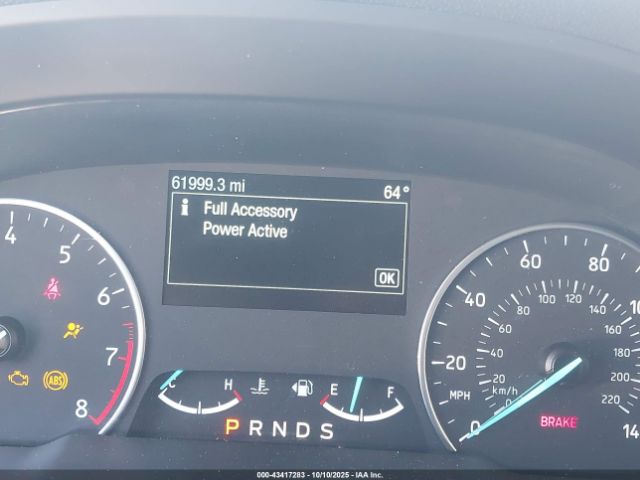 61999.3 mi 64°
i Full Accessory
Power Active
OK
4 5 6 7 8
ABS
C H
E F
P R N D S
0 20 40 60 80
MPH
0 20 40 60 80 100 120 140 160 180 200 220
km/h
BRAKE
14
000-43417283 - 10/10/2025 - IAA Inc.